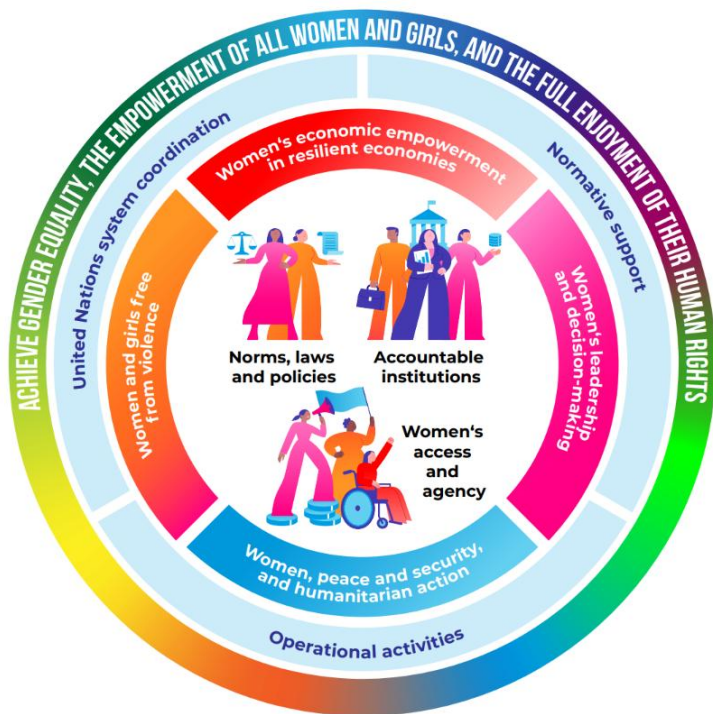 ACHIEVE GENDER EQUALITY, THE EMPOWERMENT OF ALL WOMEN AND GIRLS, AND THE FULL ENJOYMENT OF THEIR HUMAN RIGHTS
United Nations system coordination
Normative support
Operational activities
Women's economic empowerment
in resilient economies
Women's leadership
and decision-making
Women, peace and security,
and humanitarian action
Women and girls free
from violence
Norms, laws
and policies
Accountable
institutions
Women's
access
and
agency